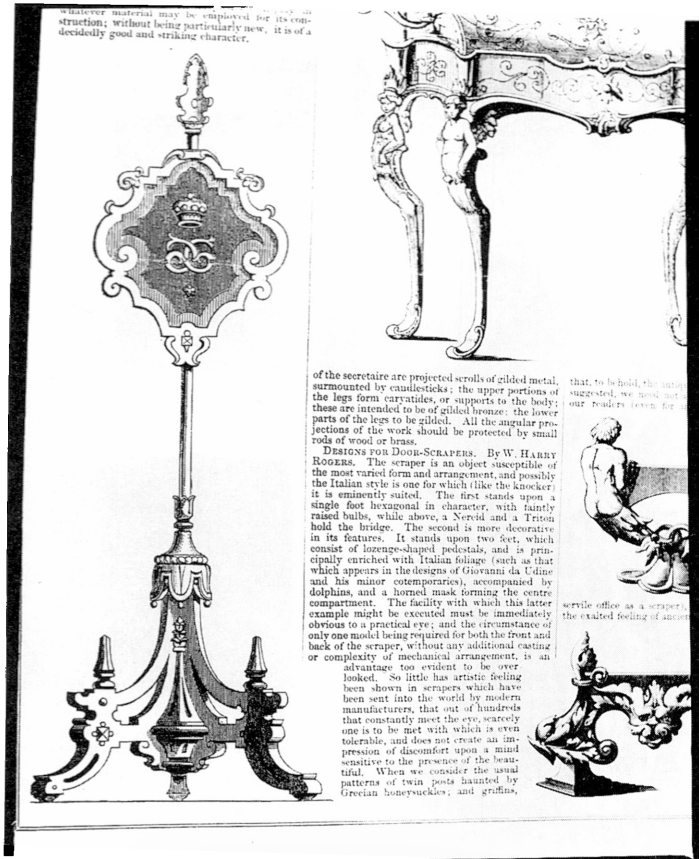 whatever material may be employed for its con-
struction; without being particularly new, it is of a
decidedly good and striking character.
of the secretaire are projected scrolls of gilded metal,
surmounted by candlesticks; the upper portions of
the legs form caryatides, or supports to the body;
these are intended to be of gilded bronze: the lower
parts of the legs to be gilded. All the angular pro-
jections of the work should be protected by small
rods of wood or brass.
DESIGNS FOR DOOR-SCRAPERS. By W. HARRY
ROGERS. The scraper is an object susceptible of
the most varied form and arrangement, and possibly
the Italian style is one for which (like the knocker)
it is eminently suited. The first stands upon a
single foot hexagonal in character, with faintly
raised bulbs, while above, a Nereid and a Triton
hold the bridge. The second is more decorative
in its features. It stands upon two feet, which
consist of lozenge-shaped pedestals, and is prin-
cipally enriched with Italian foliage (such as that
which appears in the designs of Giovanni da Udine
and his minor cotemporaries), accompanied by
dolphins, and a horned mask forming the centre
compartment. The facility with which this latter
example might be executed must be immediately
obvious to a practical eye; and the circumstance of
only one model being required for both the front and
back of the scraper, without any additional casting
or complexity of mechanical arrangement, is an
advantage too evident to be over
looked. So little has artistic feeling
been shown in scrapers which have
been sent into the world by modern
manufacturers, that out of hundreds
that constantly meet the eye, scarcely
one is to be met with which is even
tolerable, and does not create an im-
pression of discomfort upon a mind
sensitive to the presence of the beau-
tiful. When we consider the usual
patterns of twin posts haunted by
Grecian honeysuckles; and griffins,
that, to behold, the
suggested, we need not
our readers (even for
servile office as a scraper),
the exalted feeling of